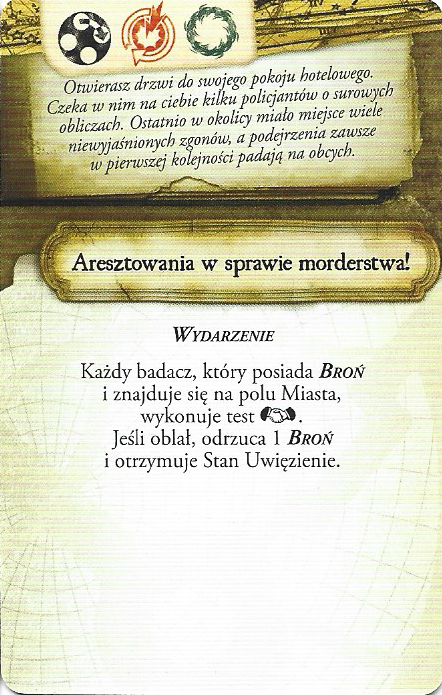 Otwierasz drzwi do swojego pokoju hotelowego.
Czeka w nim na ciebie kilku policjantów o surowych
obliczach. Ostatnio w okolicy miało miejsce wiele
niewyjaśnionych zgonów, a podejrzenia zawsze
w pierwszej kolejności padają na obcych.
Aresztowania w sprawie morderstwa!
WYDARZENIE
Każdy badacz, który posiada BROŃ
i znajduje się na polu Miasta,
wykonuje test .
Jeśli oblał, odrzuca 1 BROŃ
i otrzymuje Stan Uwięzienie.